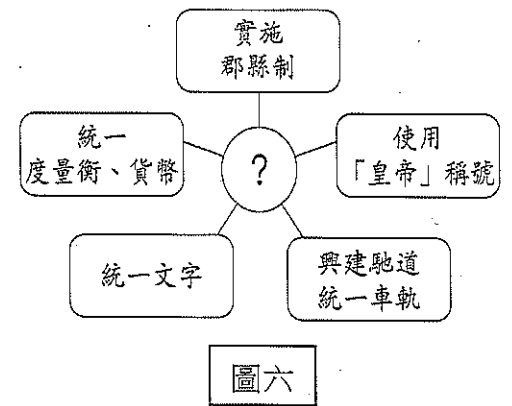 實施
郡縣制
統一
度量衡、貨幣
?
使用
「皇帝」稱號
統一文字
興建馳道
統一車軌
圖六